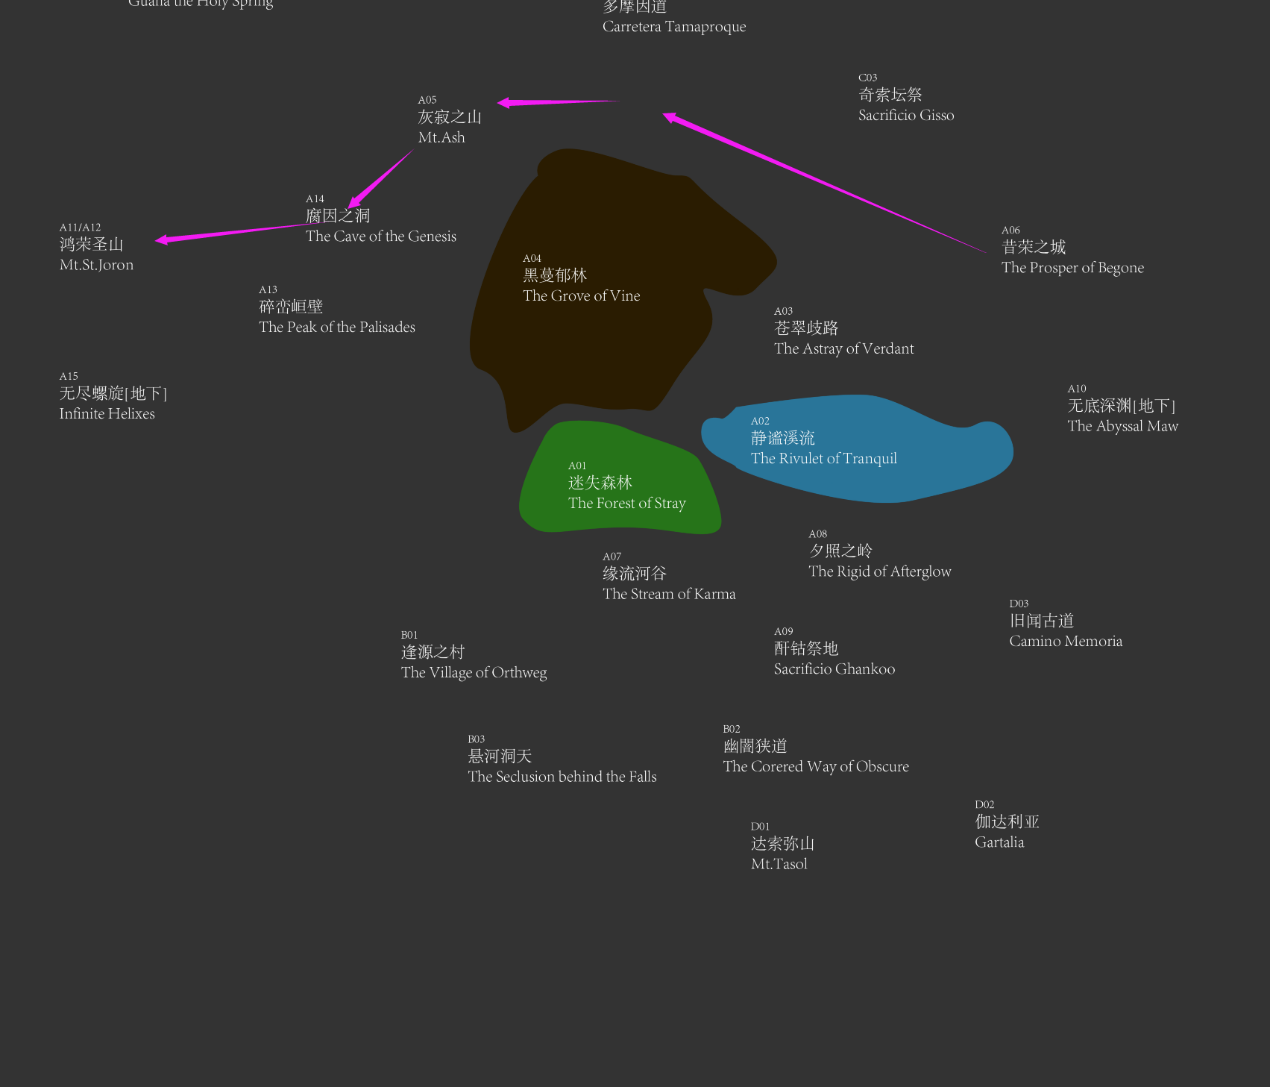 Guana the Holy Spring
多摩因道
Carretera Tamaproque
C03
奇索坛祭
Sacrificio Gisso
A05
灰寂之山
Mt.Ash
A14
腐因之洞
The Cave of the Genesis
A11/A12
鸿荣圣山
Mt.St.Joron
A06
昔荣之城
The Prosper of Begone
A04
黑蔓郁林
The Grove of Vine
A13
碎峦峘壁
The Peak of the Palisades
A03
苍翠歧路
The Astray of Verdant
A15
无尽螺旋[地下]
Infinite Helixes
A10
无底深渊[地下]
The Abyssal Maw
A02
静谧溪流
The Rivulet of Tranquil
A01
迷失森林
The Forest of Stray
A08
夕照之岭
The Rigid of Afterglow
A07
缘流河谷
The Stream of Karma
D03
旧闻古道
Camino Memoria
A09
酐钴祭地
Sacrificio Ghankoo
B01
逢源之村
The Village of Orthweg
B02
幽闇狭道
The Corered Way of Obscure
B03
悬河洞天
The Seclusion behind the Falls
D02
伽达利亚
Gartalia
D01
达索弥山
Mt.Tasol